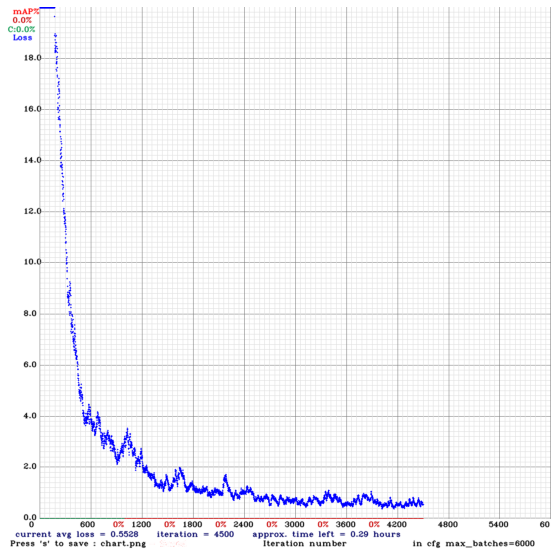 mAP%
0.0%
C:0.0%
Loss
18.0
16.0
14.0
12.0
10.0
8.0
6.0
4.0
2.0
0.0
0 600 0% 1200 0% 1800 0% 2400 0% 3000 0% 3600 0% 4200 4800 5400 60
current avg loss = 0.5528 iteration = 4500 approx. time left = 0.29 hours
Press 's' to save : chart.png Iteration number in cfg max_batches=6000